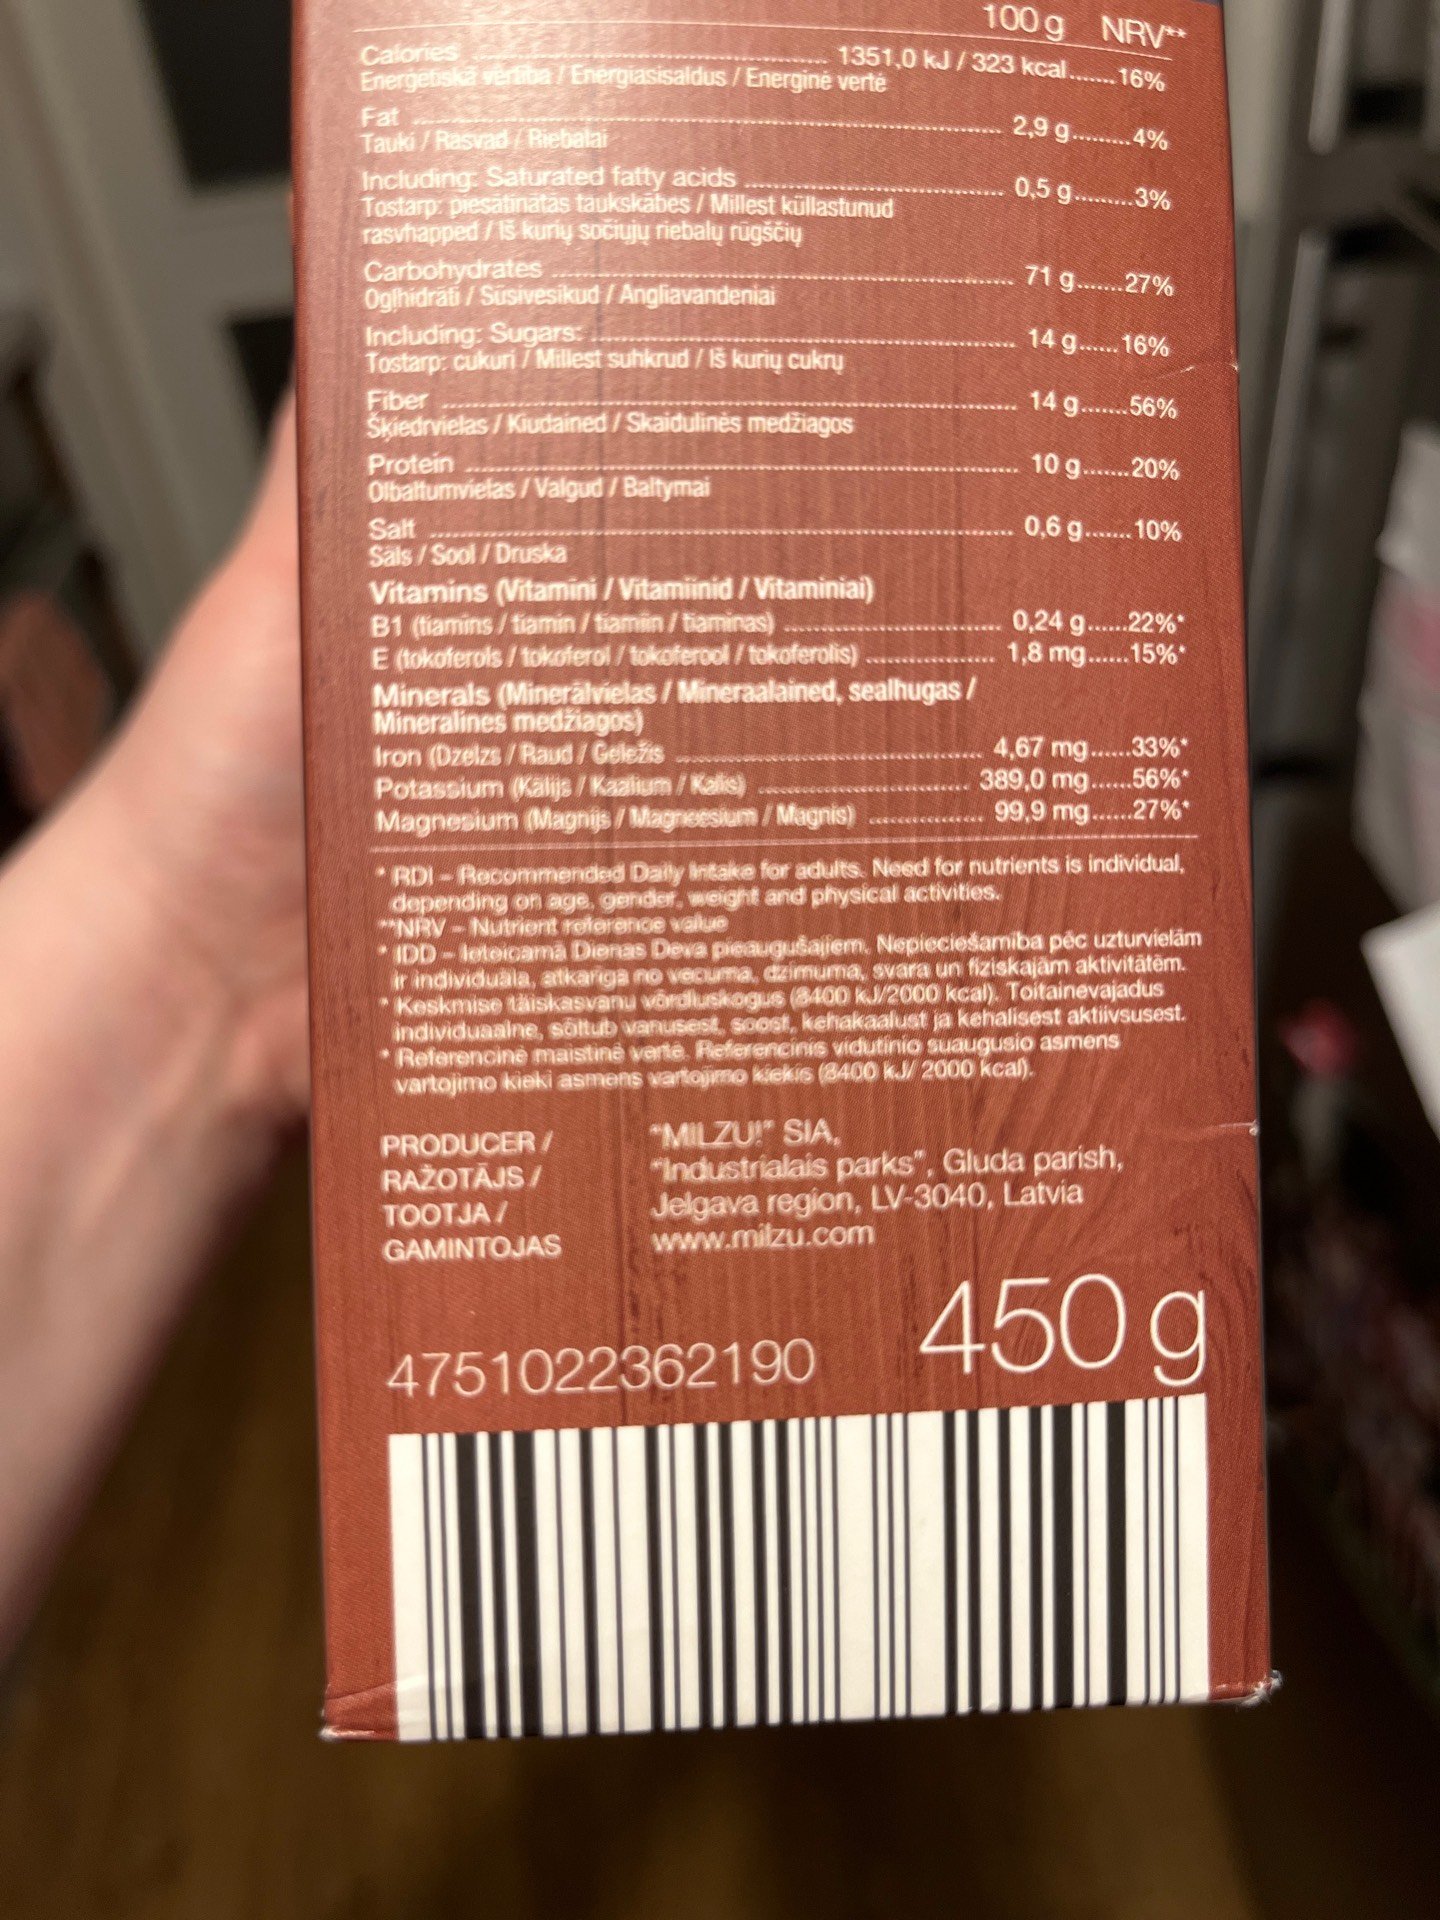 100 g NRV**
Calories ........ 1351,0 kJ / 323 kcal ....... 16%
Energetiskā vērtība / Energiasisaldus / Energinė vertė
Fat ........ 2,9 g ........ 4%
Tauki / Rasvad / Riebalai
Including: Saturated fatty acids ........ 0,5 g ........ 3%
Tostarp: piesātinātās taukskābes / Millest küllastunud
rasvhapped / Iš kurių sočiųjų riebalų rūgščių
Carbohydrates ........ 71 g ....... 27%
Ogļhidrāti / Süsivesikud / Angliavandeniai
Including: Sugars: ........ 14 g ...... 16%
Tostarp: cukuri / Millest suhkrud / Iš kurių cukrų
Fiber ........ 14 g ....... 56%
Šķiedrvielas / Kiudained / Skaidulinės medžiagos
Protein ........ 10 g ....... 20%
Olbaltumvielas / Valgud / Baltymai
Salt ........ 0,6 g ....... 10%
Sāls / Sool / Druska
Vitamins (Vitamīni / Vitamiinid / Vitaminiai)
B1 (tiamīns / tiamin / tiamiin / tiaminas) ........ 0,24 g ...... 22%*
E (tokoferols / tokoferol / tokoferool / tokoferolis) ........ 1,8 mg ...... 15%*
Minerals (Minerālvielas / Mineraalained, sealhugas /
Mineralinės medžiagos)
Iron (Dzelzs / Raud / Geležis ........ 4,67 mg ...... 33%*
Potassium (Kālijs / Kaalium / Kalis) ........ 389,0 mg ...... 56%*
Magnesium (Magnijs / Magneesium / Magnis) ........ 99,9 mg ...... 27%*
* RDI – Recommended Daily Intake for adults. Need for nutrients is individual,
depending on age, gender, weight and physical activities.
**NRV – Nutrient reference value
* IDD – Ieteicamā Dienas Deva pieaugušajiem. Nepieciešamība pēc uzturvielām
ir individuāla, atkarīga no vecuma, dzimuma, svara un fiziskajām aktivitātēm.
* Keskmise täiskasvanu võrdluskogus (8400 kJ/2000 kcal). Toitainevajadus
individuaalne, sõltub vanusest, soost, kehakaalust ja kehalisest aktiivsusest.
* Referencinė maistinė vertė. Referencinis vidutinio suaugusio asmens
vartojimo kieki asmens vartojimo kiekis (8400 kJ/ 2000 kcal).
PRODUCER / "MILZU!" SIA,
RAŽOTĀJS / "Industriālais parks", Gluda parish,
TOOTJA / Jelgava region, LV-3040, Latvia
GAMINTOJAS www.milzu.com
450 g
4751022362190